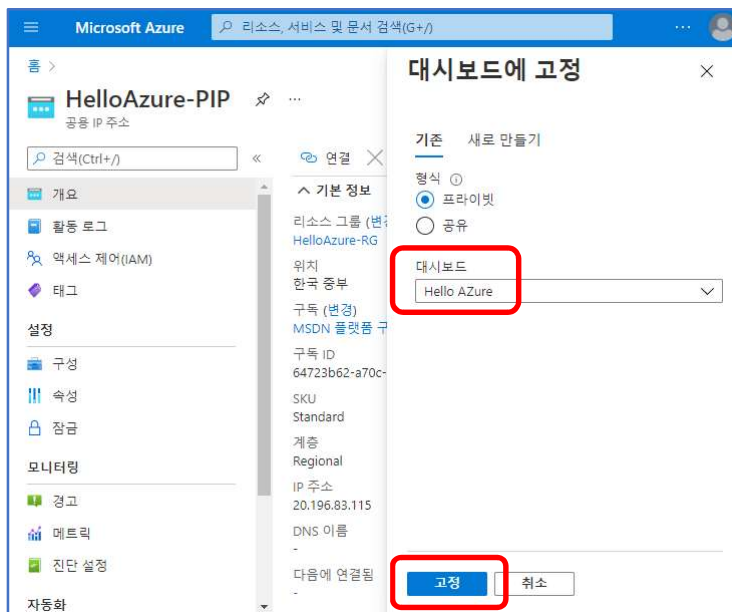 Microsoft Azure
리소스, 서비스 및 문서 검색(G+/)
홈 >
HelloAzure-PIP
공용 IP 주소
검색(Ctrl+/)
개요
활동 로그
액세스 제어(IAM)
태그
설정
구성
속성
잠금
모니터링
경고
메트릭
진단 설정
자동화
연결
기본 정보
리소스 그룹 (변경
HelloAzure-RG
위치
한국 중부
구독 (변경)
MSDN 플랫폼 구
구독 ID
64723b62-a70c-
SKU
Standard
계층
Regional
IP 주소
20.196.83.115
DNS 이름
-
다음에 연결됨
-
대시보드에 고정
기존 새로 만들기
형식
프라이빗
공유
대시보드
Hello AZure
고정 취소